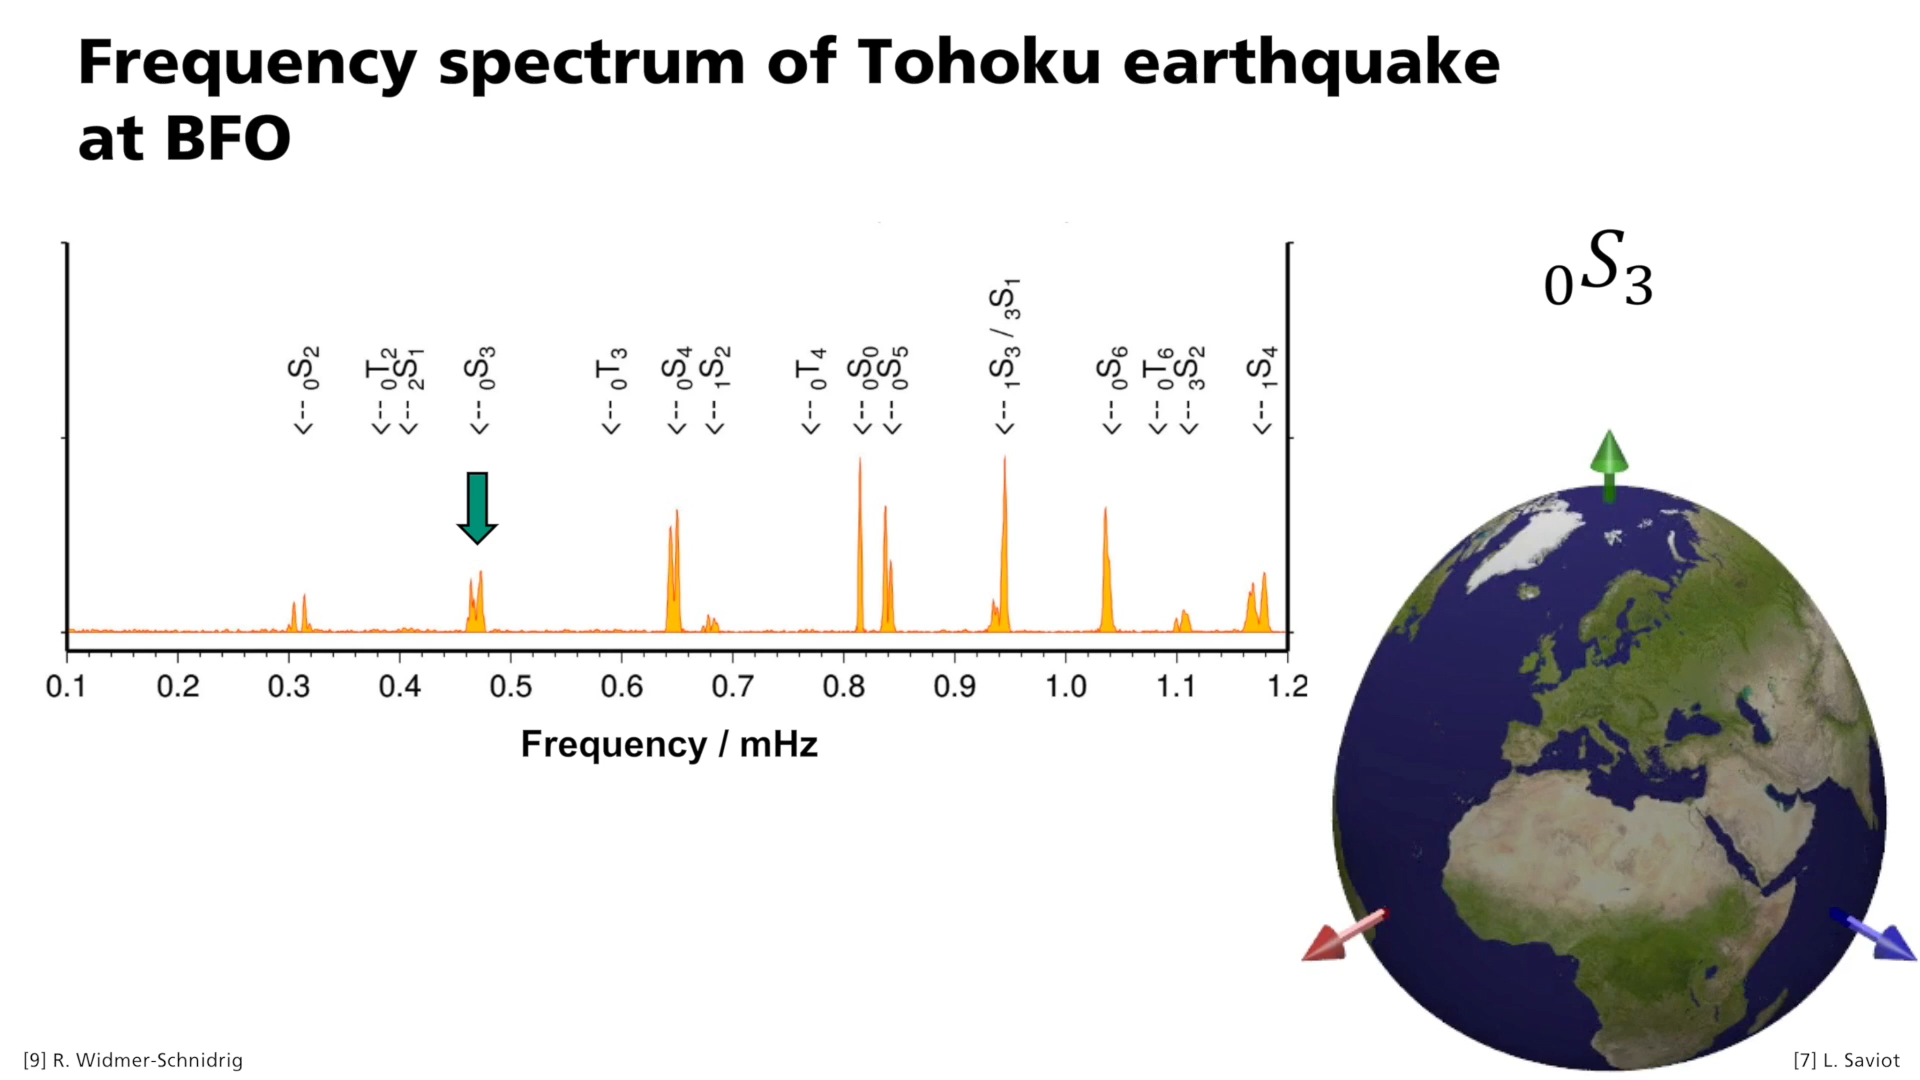 Frequency spectrum of Tohoku earthquake
at BFO
₀S₃
<--- ₀S₂
<--- ₀T₂
<--- ₂S₁
<--- ₀S₃
<--- ₀T₃
<--- ₀S₄
<--- ₁S₂
<--- ₀T₄
<--- ₀S₀
<--- ₀S₅
<--- ₁S₃ / ₃S₁
<--- ₀S₆
<--- ₀T₆
<--- ₃S₂
<--- ₁S₄
0.1 0.2 0.3 0.4 0.5 0.6 0.7 0.8 0.9 1.0 1.1 1.2
Frequency / mHz
[9] R. Widmer-Schnidrig
[7] L. Saviot